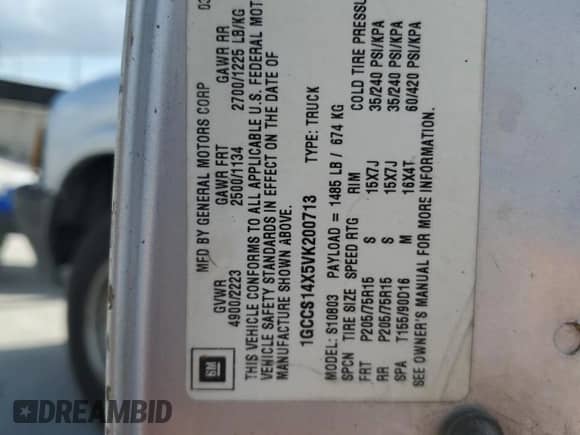 MFD BY GENERAL MOTORS CORP 03
GVWR GAWR FRT GAWR RR
4900/2223 2500/1134 2700/1225 LB/KG
THIS VEHICLE CONFORMS TO ALL APPLICABLE U.S. FEDERAL MOT
VEHICLE SAFETY STANDARDS IN EFFECT ON THE DATE OF
MANUFACTURE SHOWN ABOVE.
1GCCS14X5VK200713 TYPE: TRUCK
MODEL: S10803 PAYLOAD = 1485 LB / 674 KG
SPCN TIRE SIZE SPEED RTG RIM COLD TIRE PRESSU
FRT P205/75R15 S 15X7J 35/240 PSI/KPA
RR P205/75R15 S 15X7J 35/240 PSI/KPA
SPA T155/90D16 M 16X4T 60/420 PSI/KPA
SEE OWNER'S MANUAL FOR MORE INFORMATION.
GM
DREAMBID